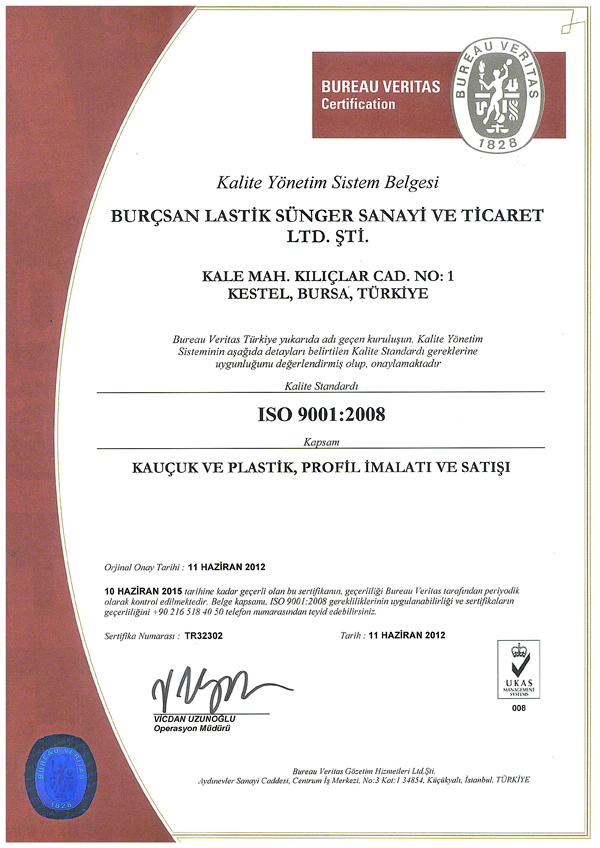 BUREAU VERITAS
Certification
BUREAU VERITAS
1828
Kalite Yönetim Sistem Belgesi
BURÇSAN LASTİK SÜNGER SANAYİ VE TİCARET
LTD. ŞTİ.
KALE MAH. KILIÇLAR CAD. NO: 1
KESTEL, BURSA, TÜRKİYE
Bureau Veritas Türkiye yukarıda adı geçen kuruluşun, Kalite Yönetim
Sisteminin aşağıda detayları belirtilen Kalite Standardı gereklerine
uygunluğunu değerlendirmiş olup, onaylamaktadır
Kalite Standardı
ISO 9001:2008
Kapsam
KAUÇUK VE PLASTİK, PROFİL İMALATI VE SATIŞI
Orjinal Onay Tarihi : 11 HAZİRAN 2012
10 HAZİRAN 2015 tarihine kadar geçerli olan bu sertifikanın, geçerliliği Bureau Veritas tarafından periyodik
olarak kontrol edilmektedir. Belge kapsamı, ISO 9001:2008 gerekliliklerinin uygulanabilirliği ve sertifikaların
geçerliliğini +90 216 518 40 50 telefon numarasından teyid edebilirsiniz.
Sertifika Numarası : TR32302 Tarih : 11 HAZİRAN 2012
UKAS
MANAGEMENT
SYSTEMS
008
VİCDAN UZUNOĞLU
Operasyon Müdürü
BUREAU VERITAS
1828
Bureau Veritas Gözetim Hizmetleri Ltd.Şti.
Aydınevler Sanayi Caddesi, Centrum İş Merkezi, No:3 Kat:1 34854, Küçükyalı, İstanbul, TÜRKİYE